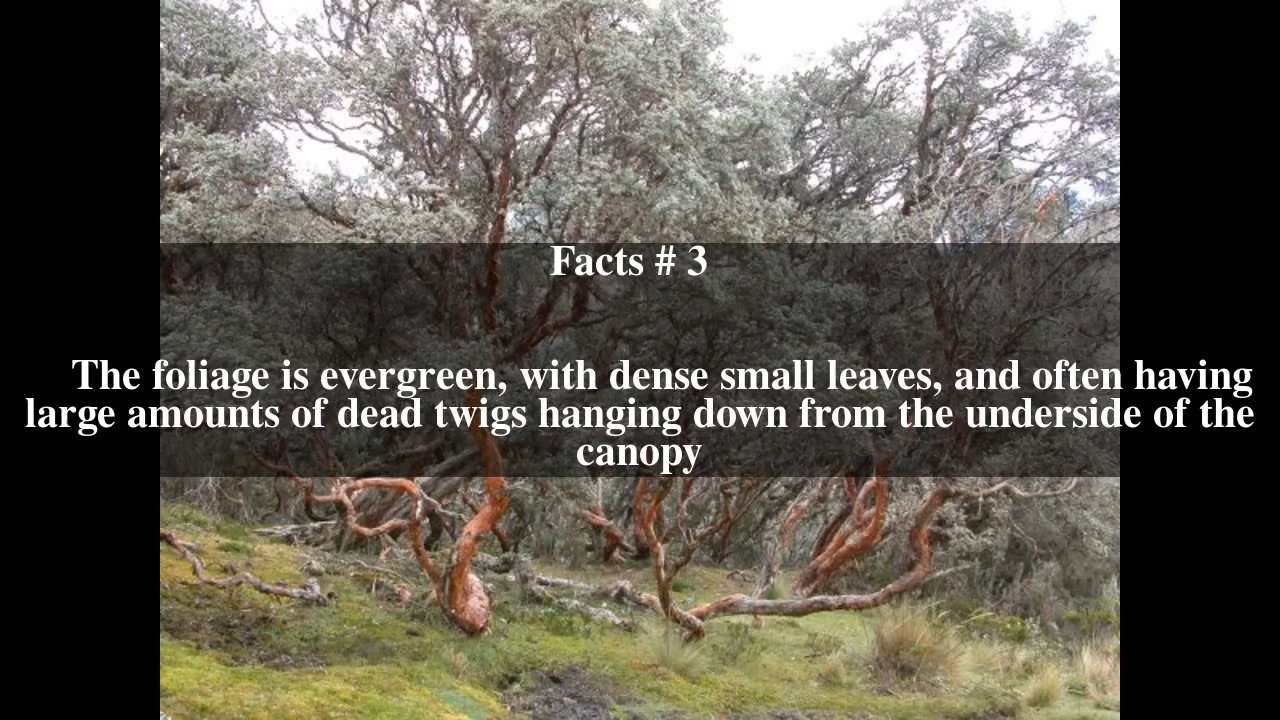 Facts # 3
The foliage is evergreen, with dense small leaves, and often having
large amounts of dead twigs hanging down from the underside of the
canopy